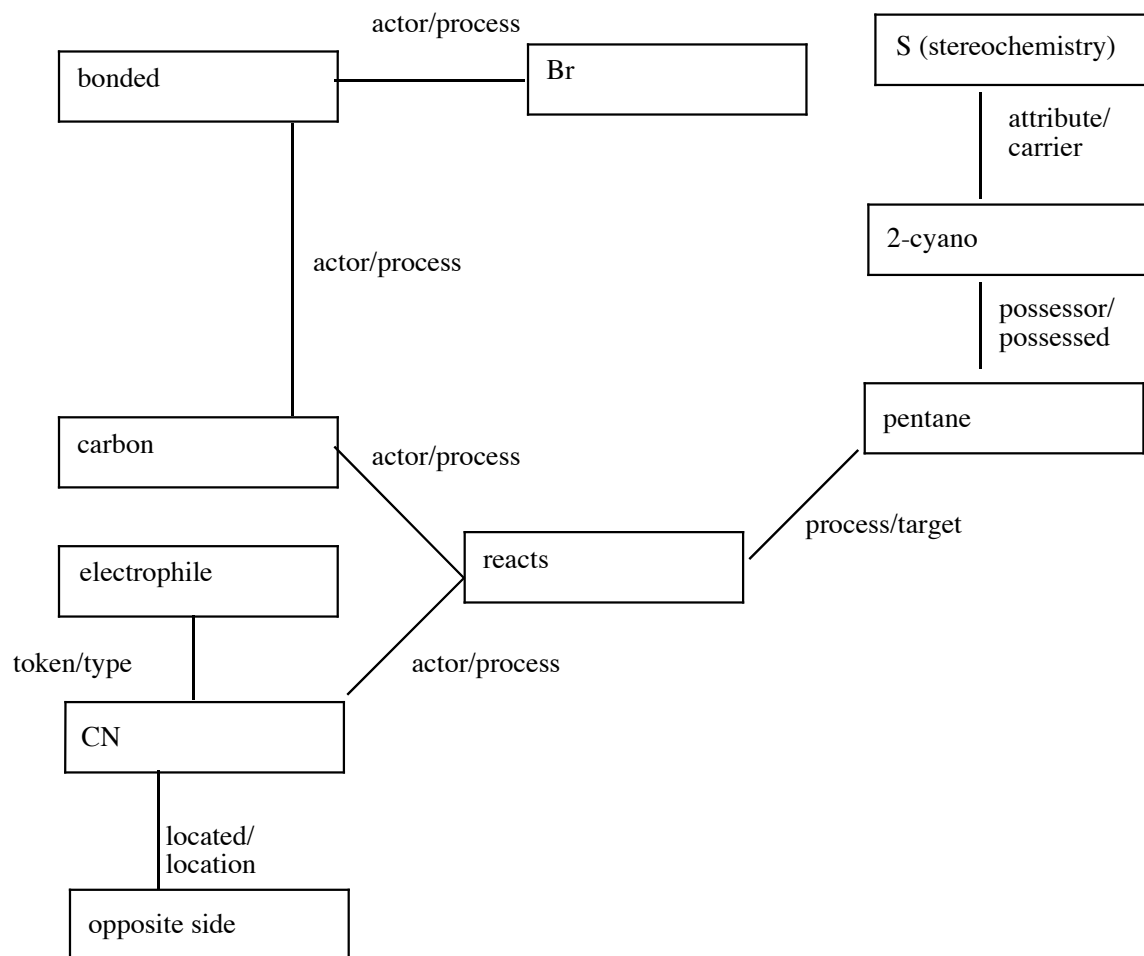 actor/process
bonded
Br
S (stereochemistry)
attribute/
carrier
2-cyano
actor/process
possessor/
possessed
pentane
carbon
actor/process
process/target
reacts
electrophile
token/type
actor/process
CN
located/
location
opposite side